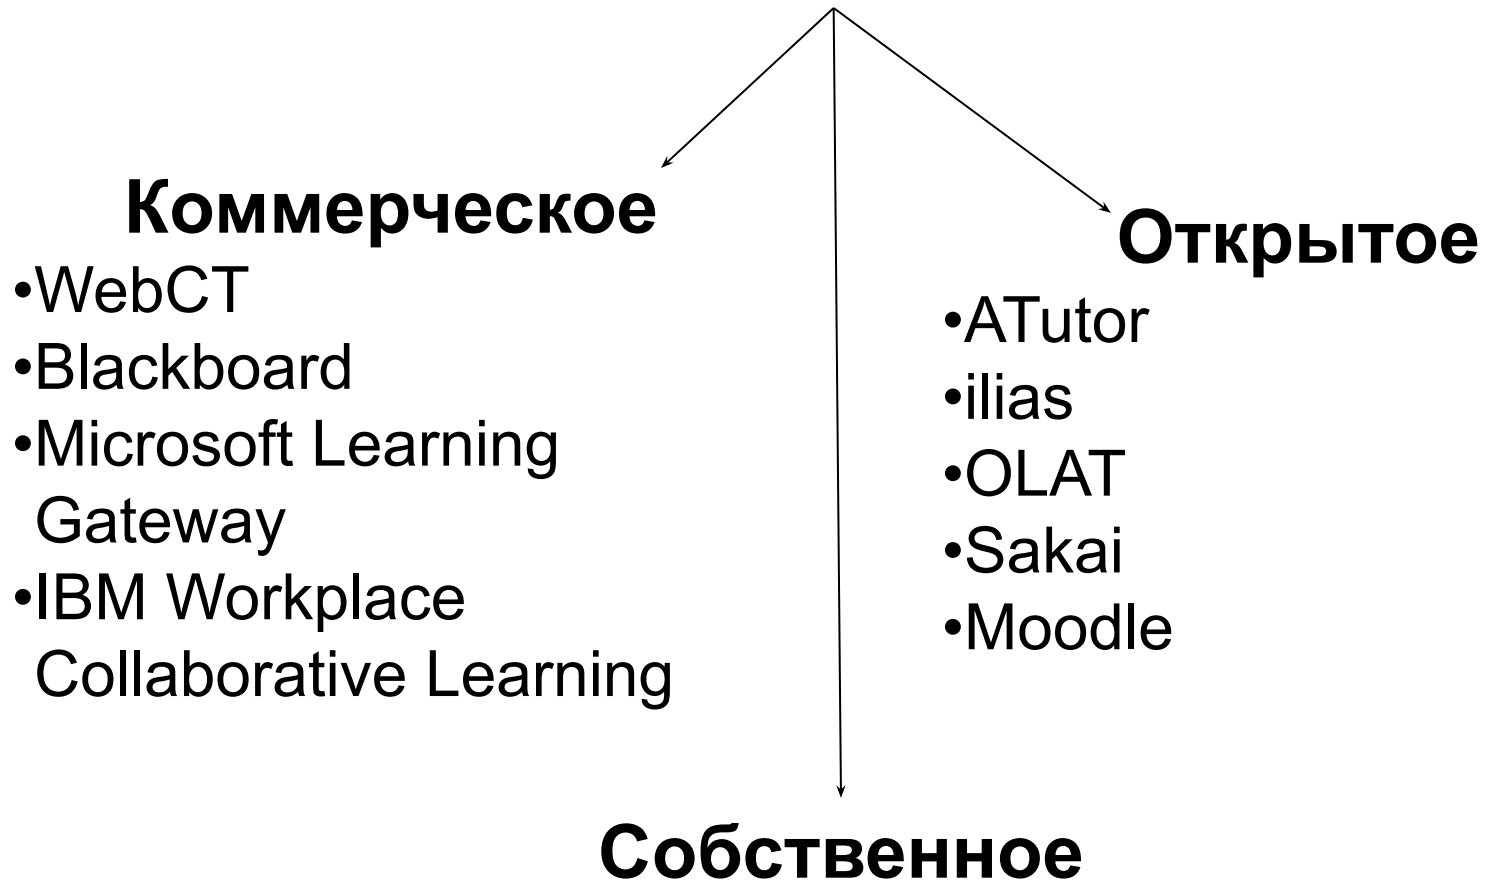 Коммерческое
•WebCT
•Blackboard
•Microsoft Learning
Gateway
•IBM Workplace
Collaborative Learning
Открытое
•ATutor
•ilias
•OLAT
•Sakai
•Moodle
Собственное